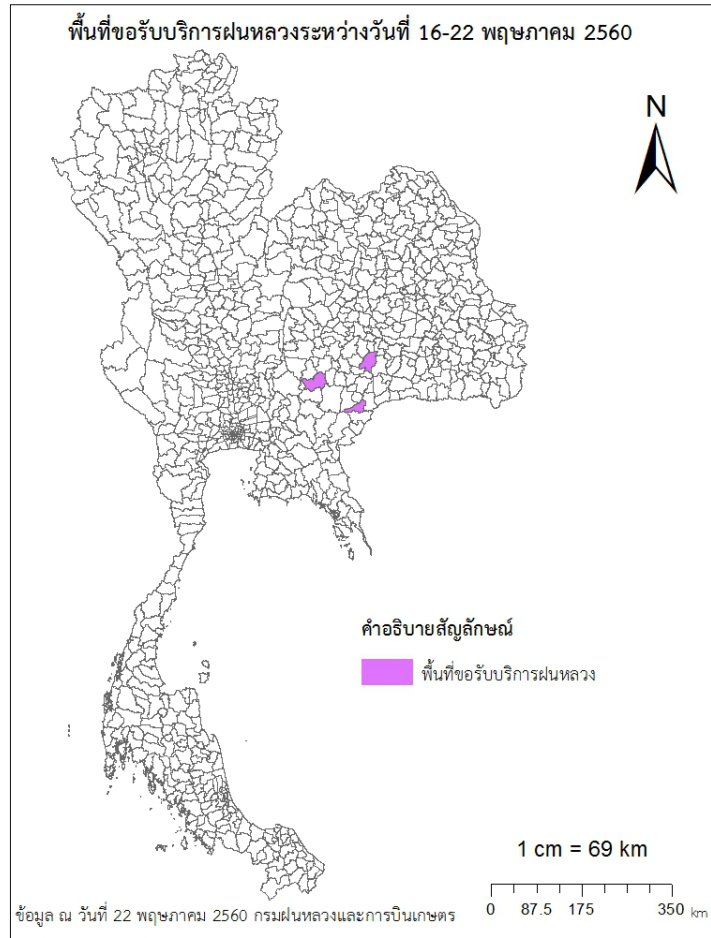 พื้นที่ขอรับบริการฝนหลวงระหว่างวันที่ 16-22 พฤษภาคม 2560
N
คำอธิบายสัญลักษณ์
พื้นที่ขอรับบริการฝนหลวง
1 cm = 69 km
0 87.5 175 350 km
ข้อมูล ณ วันที่ 22 พฤษภาคม 2560 กรมฝนหลวงและการบินเกษตร